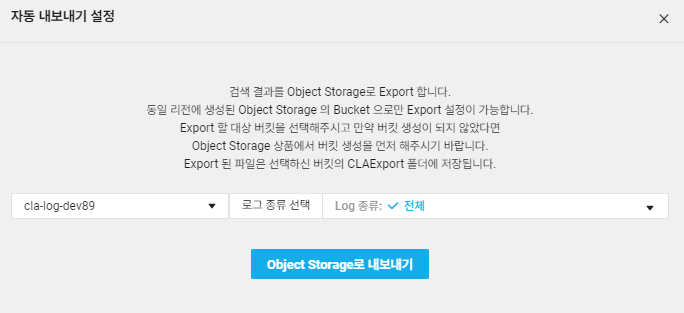 자동 내보내기 설정
검색 결과를 Object Storage로 Export 합니다.
동일 리전에 생성된 Object Storage 의 Bucket 으로만 Export 설정이 가능합니다.
Export 할 대상 버킷을 선택해주시고 만약 버킷 생성이 되지 않았다면
Object Storage 상품에서 버킷 생성을 먼저 해주시기 바랍니다.
Export 된 파일은 선택하신 버킷의 CLAExport 폴더에 저장됩니다.
cla-log-dev89 로그 종류 선택 Log 종류: 전체
Object Storage로 내보내기